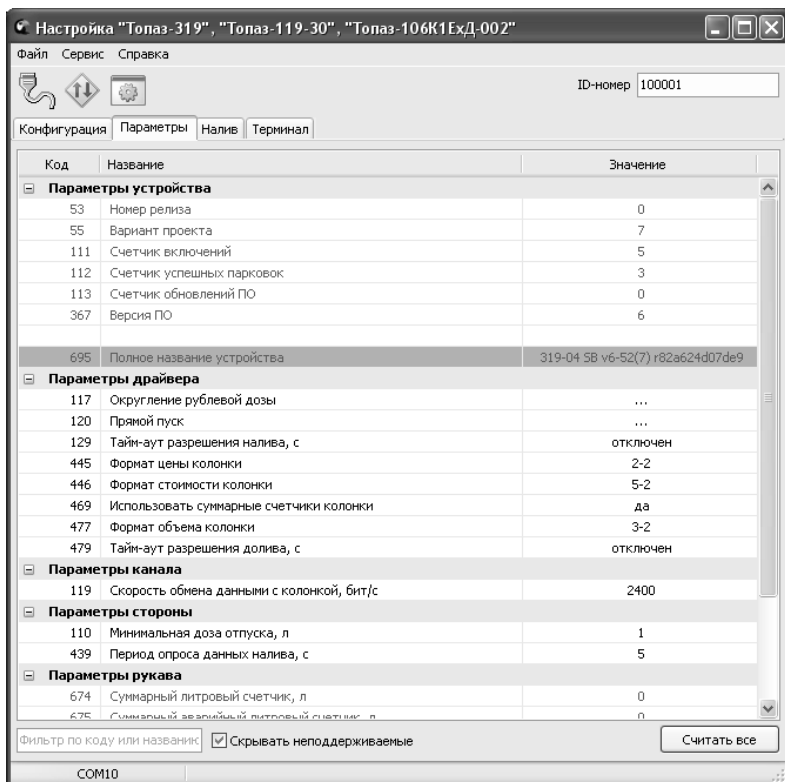 Настройка "Топаз-319", "Топаз-119-30", "Топаз-106К1ЕхД-002"
Файл Сервис Справка
ID-номер 100001
Конфигурация Параметры Налив Терминал
Код Название Значение
Параметры устройства
53 Номер релиза 0
55 Вариант проекта 7
111 Счетчик включений 5
112 Счетчик успешных парковок 3
113 Счетчик обновлений ПО 0
367 Версия ПО 6
695 Полное название устройства 319-04 SB v6-52(7) r82a624d07de9
Параметры драйвера
117 Округление рублевой дозы ...
120 Прямой пуск ...
129 Тайм-аут разрешения налива, с отключен
445 Формат цены колонки 2-2
446 Формат стоимости колонки 5-2
469 Использовать суммарные счетчики колонки да
477 Формат объема колонки 3-2
479 Тайм-аут разрешения долива, с отключен
Параметры канала
119 Скорость обмена данными с колонкой, бит/с 2400
Параметры стороны
110 Минимальная доза отпуска, л 1
439 Период опроса данных налива, с 5
Параметры рукава
674 Суммарный литровый счетчик, л 0
675 Суммарный аварийный литровый счетчик, л 0
Фильтр по коду или названию Скрывать неподдерживаемые Считать все
COM10